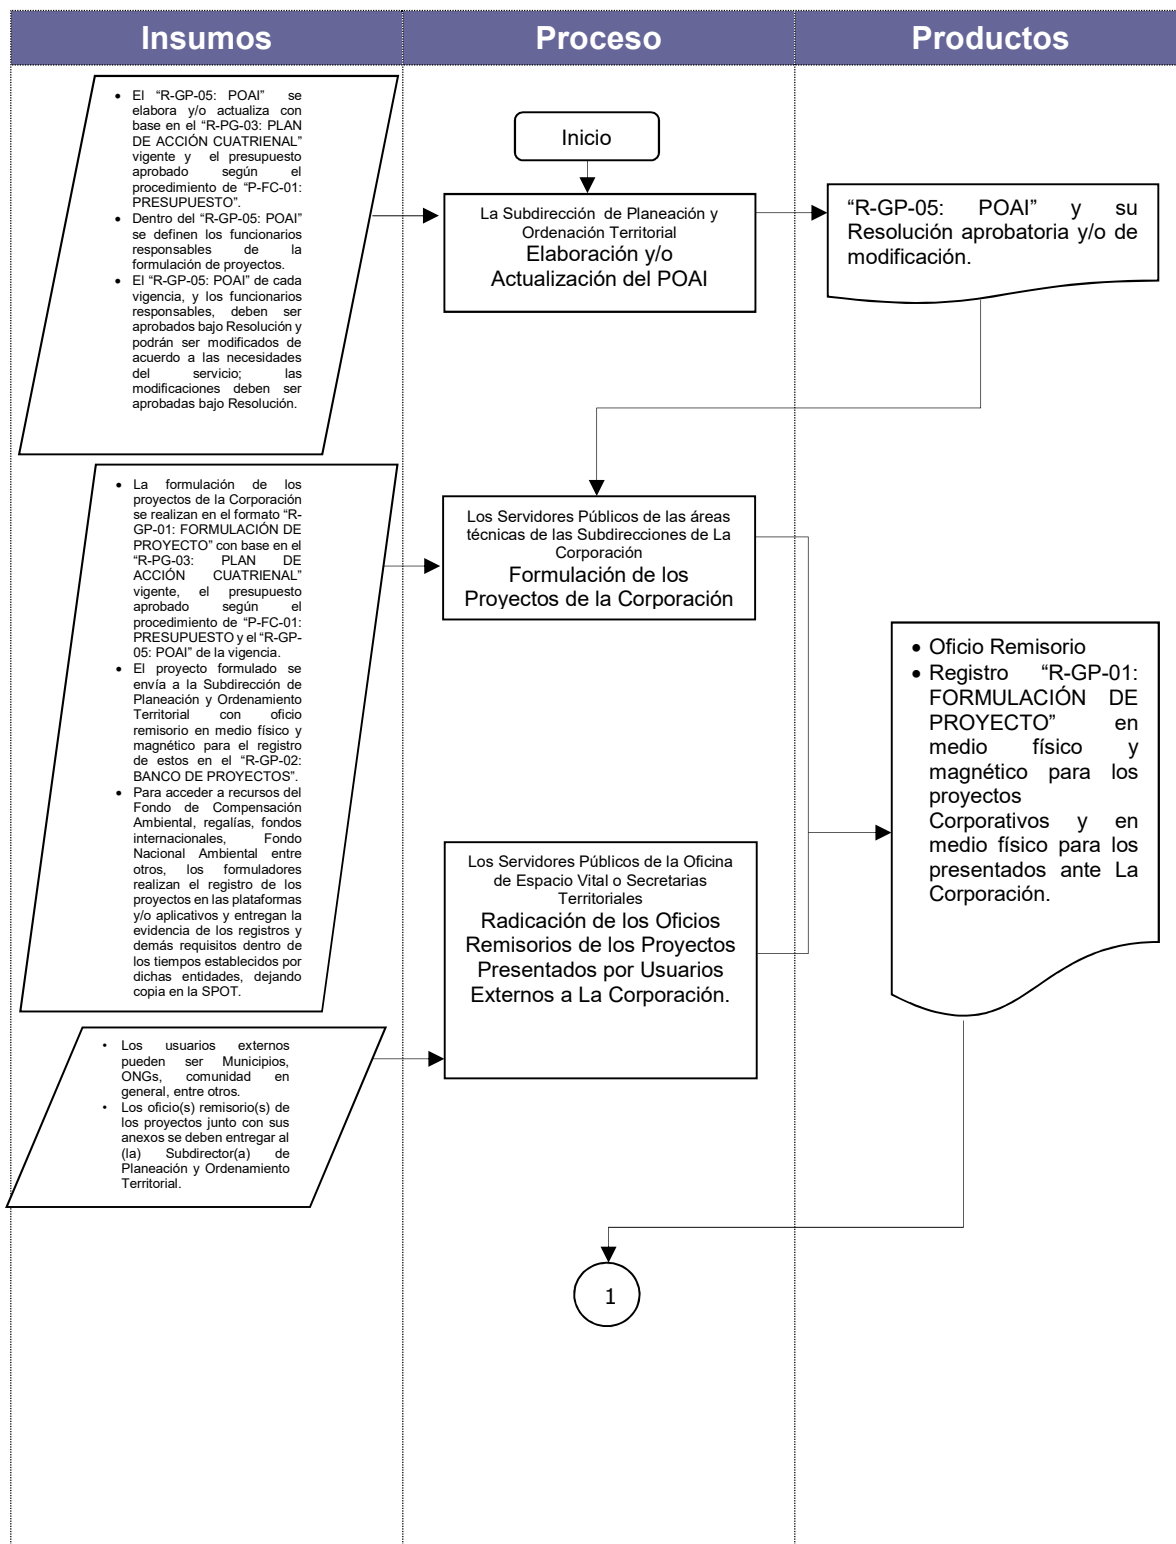 Insumos
Proceso
Productos
• El “R-GP-05: POAI” se
elabora y/o actualiza con
base en el “R-PG-03: PLAN
DE ACCIÓN CUATRIENAL”
vigente y el presupuesto
aprobado según el
procedimiento de “P-FC-01:
PRESUPUESTO”.
• Dentro del “R-GP-05: POAI”
se definen los funcionarios
responsables de la
formulación de proyectos.
• El “R-GP-05: POAI” de cada
vigencia, y los funcionarios
responsables, deben ser
aprobados bajo Resolución y
podrán ser modificados de
acuerdo a las necesidades
del servicio; las
modificaciones deben ser
aprobadas bajo Resolución.
Inicio
La Subdirección de Planeación y
Ordenación Territorial
Elaboración y/o
Actualización del POAI
“R-GP-05: POAI” y su
Resolución aprobatoria y/o de
modificación.
• La formulación de los
proyectos de la Corporación
se realizan en el formato “R-
GP-01: FORMULACIÓN DE
PROYECTO” con base en el
“R-PG-03: PLAN DE
ACCIÓN CUATRIENAL”
vigente, el presupuesto
aprobado según el
procedimiento de “P-FC-01:
PRESUPUESTO y el “R-GP-
05: POAI” de la vigencia.
• El proyecto formulado se
envía a la Subdirección de
Planeación y Ordenamiento
Territorial con oficio
remisorio en medio físico y
magnético para el registro
de estos en el “R-GP-02:
BANCO DE PROYECTOS”.
• Para acceder a recursos del
Fondo de Compensación
Ambiental, regalías, fondos
internacionales, Fondo
Nacional Ambiental entre
otros, los formuladores
realizan el registro de los
proyectos en las plataformas
y/o aplicativos y entregan la
evidencia de los registros y
demás requisitos dentro de
los tiempos establecidos por
dichas entidades, dejando
copia en la SPOT.
Los Servidores Públicos de las áreas
técnicas de las Subdirecciones de La
Corporación
Formulación de los
Proyectos de la Corporación
• Oficio Remisorio
• Registro “R-GP-01:
FORMULACIÓN DE
PROYECTO” en
medio físico y
magnético para los
proyectos
Corporativos y en
medio físico para los
presentados ante La
Corporación.
Los Servidores Públicos de la Oficina
de Espacio Vital o Secretarias
Territoriales
Radicación de los Oficios
Remisorios de los Proyectos
Presentados por Usuarios
Externos a La Corporación.
• Los usuarios externos
pueden ser Municipios,
ONGs, comunidad en
general, entre otros.
• Los oficio(s) remisorio(s) de
los proyectos junto con sus
anexos se deben entregar al
(la) Subdirector(a) de
Planeación y Ordenamiento
Territorial.
1